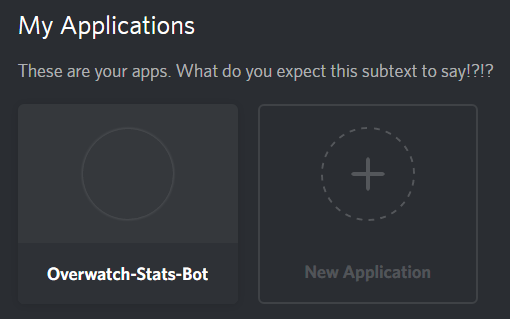 My Applications
These are your apps. What do you expect this subtext to say!?!?
Overwatch-Stats-Bot
New Application